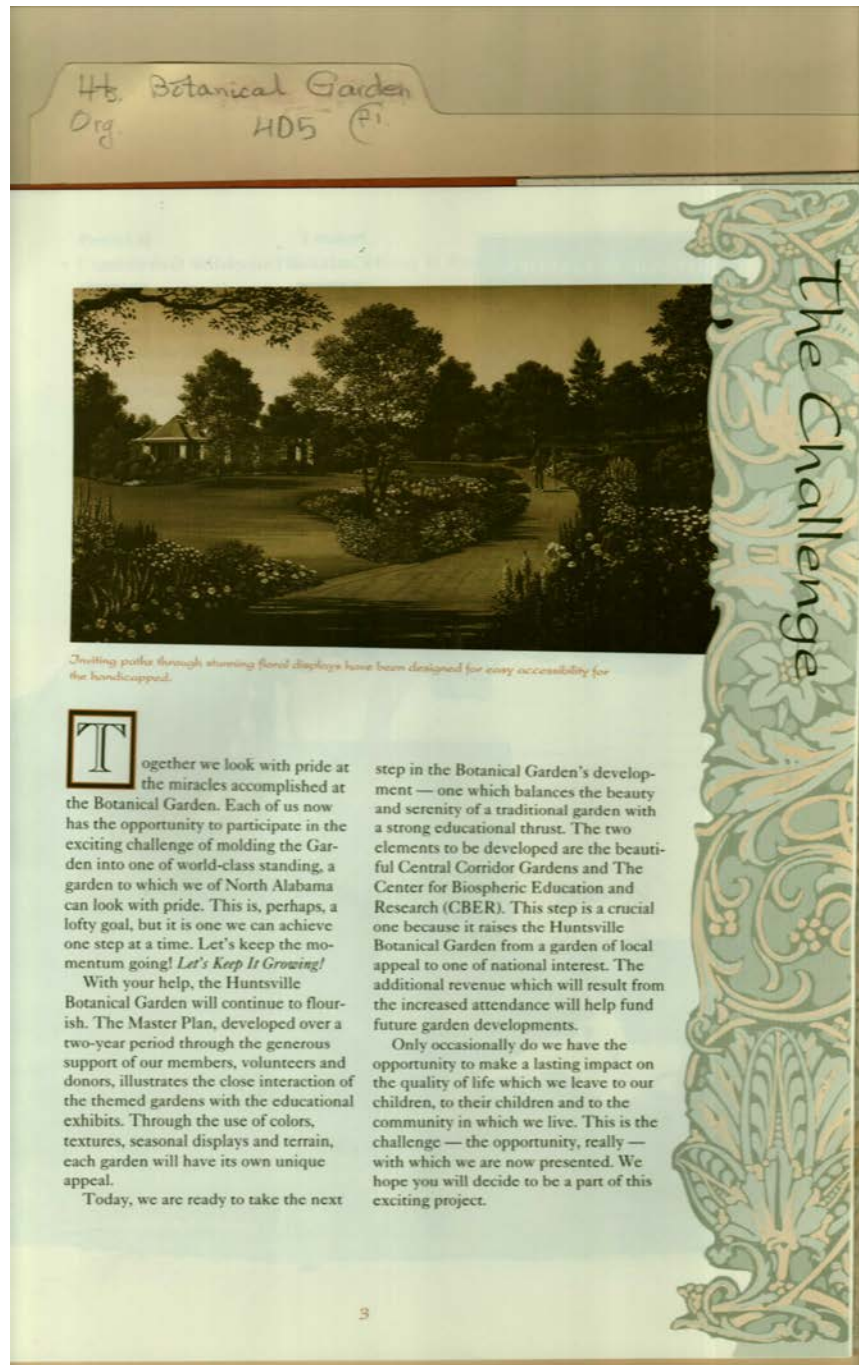 Botanical Garden
Org. 4D5
the Challenge
Inviting paths through stunning floral displays have been designed for easy accessibility for
the handicapped.
Together we look with pride at
the miracles accomplished at
the Botanical Garden. Each of us now
has the opportunity to participate in the
exciting challenge of molding the Gar-
den into one of world-class standing, a
garden to which we of North Alabama
can look with pride. This is, perhaps, a
lofty goal, but it is one we can achieve
one step at a time. Let's keep the mo-
mentum going! Let's Keep It Growing!
With your help, the Huntsville
Botanical Garden will continue to flour-
ish. The Master Plan, developed over a
two-year period through the generous
support of our members, volunteers and
donors, illustrates the close interaction of
the themed gardens with the educational
exhibits. Through the use of colors,
textures, seasonal displays and terrain,
each garden will have its own unique
appeal.
Today, we are ready to take the next
step in the Botanical Garden's develop-
ment — one which balances the beauty
and serenity of a traditional garden with
a strong educational thrust. The two
elements to be developed are the beauti-
ful Central Corridor Gardens and The
Center for Biospheric Education and
Research (CBER). This step is a crucial
one because it raises the Huntsville
Botanical Garden from a garden of local
appeal to one of national interest. The
additional revenue which will result from
the increased attendance will help fund
future garden developments.
Only occasionally do we have the
opportunity to make a lasting impact on
the quality of life which we leave to our
children, to their children and to the
community in which we live. This is the
challenge — the opportunity, really —
with which we are now presented. We
hope you will decide to be a part of this
exciting project.
3